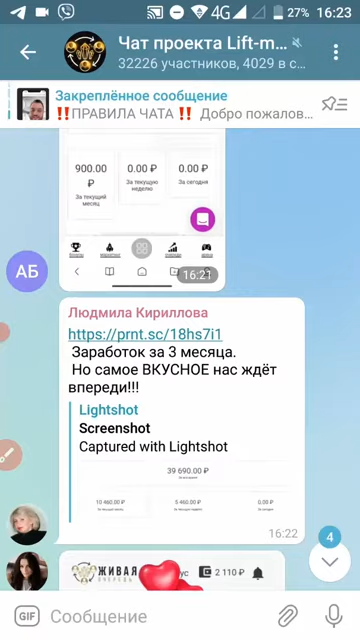 4G 27% 16:23
Чат проекта Lift-m...
32226 участников, 4029 в с...
Закреплённое сообщение
‼️ПРАВИЛА ЧАТА ‼️ Добро пожалов...
900.00 ₽ 0.00 ₽ 0.00 ₽
За текущий месяц За текущую неделю За сегодня
16:21
АБ
Людмила Кириллова
https://prnt.sc/18hs7i1
Заработок за 3 месяца.
Но самое ВКУСНОЕ нас ждёт
впереди!!!
Lightshot
Screenshot
Captured with Lightshot
39 690.00 ₽
10 460.00 ₽ 5 460.00 ₽ 0.00 ₽
16:22
4
ЖИВАЯ
ОЧЕРЕДЬ
2 110 ₽
GIF Сообщение